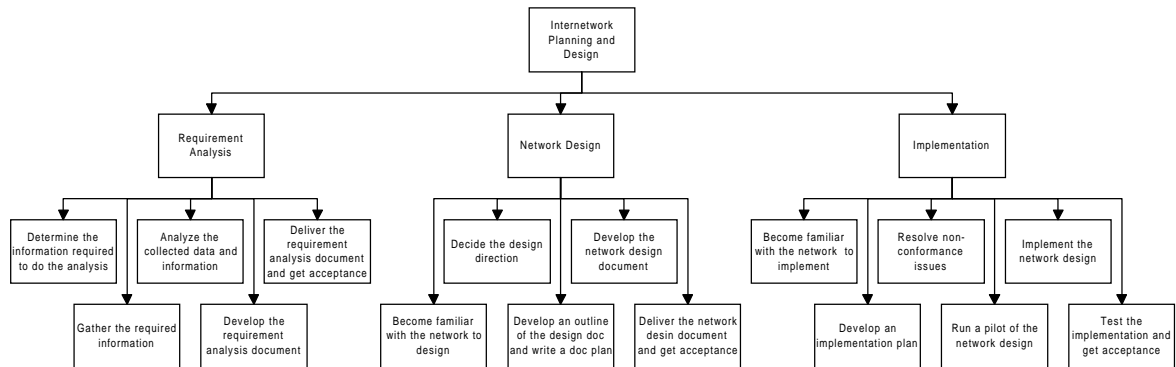 Internetwork
Planning and
Design
Requirement
Analysis
Network Design
Implementation
Determine the
information required
to do the analysis
Analyze the
collected data and
information
Deliver the
requirement
analysis document
and get acceptance
Decide the design
direction
Develop the
network design
document
Become familiar
with the network to
implement
Resolve non-
conformance
issues
Implement the
network design
Gather the required
information
Develop the
requirement
analysis document
Become familiar
with the network to
design
Develop an outline
of the design doc
and write a doc plan
Deliver the network
desin document
and get acceptance
Develop an
implementation plan
Run a pilot of the
network design
Test the
implementation and
get acceptance